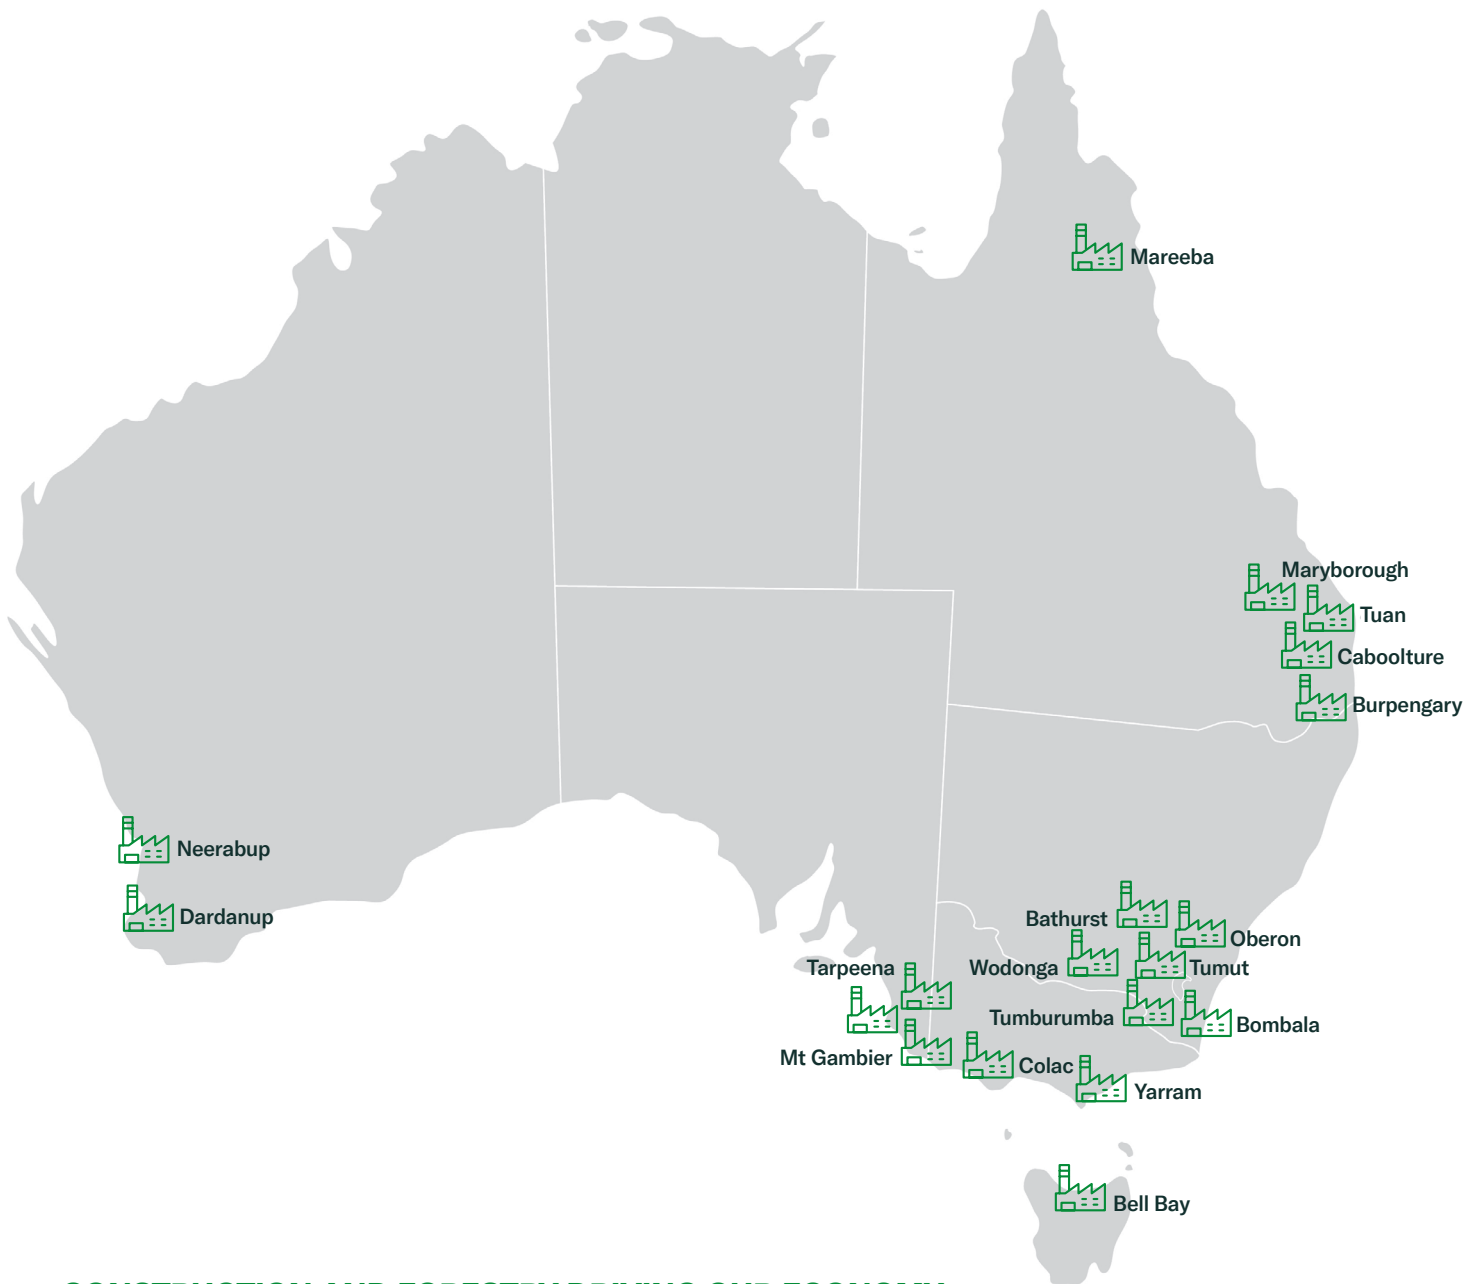 Mareeba
Maryborough
Tuan
Caboolture
Burpengary
Neerabup
Dardanup
Bathurst
Oberon
Tarpeena
Wodonga
Tumut
Tumburumba
Bombala
Mt Gambier
Colac
Yarram
Bell Bay